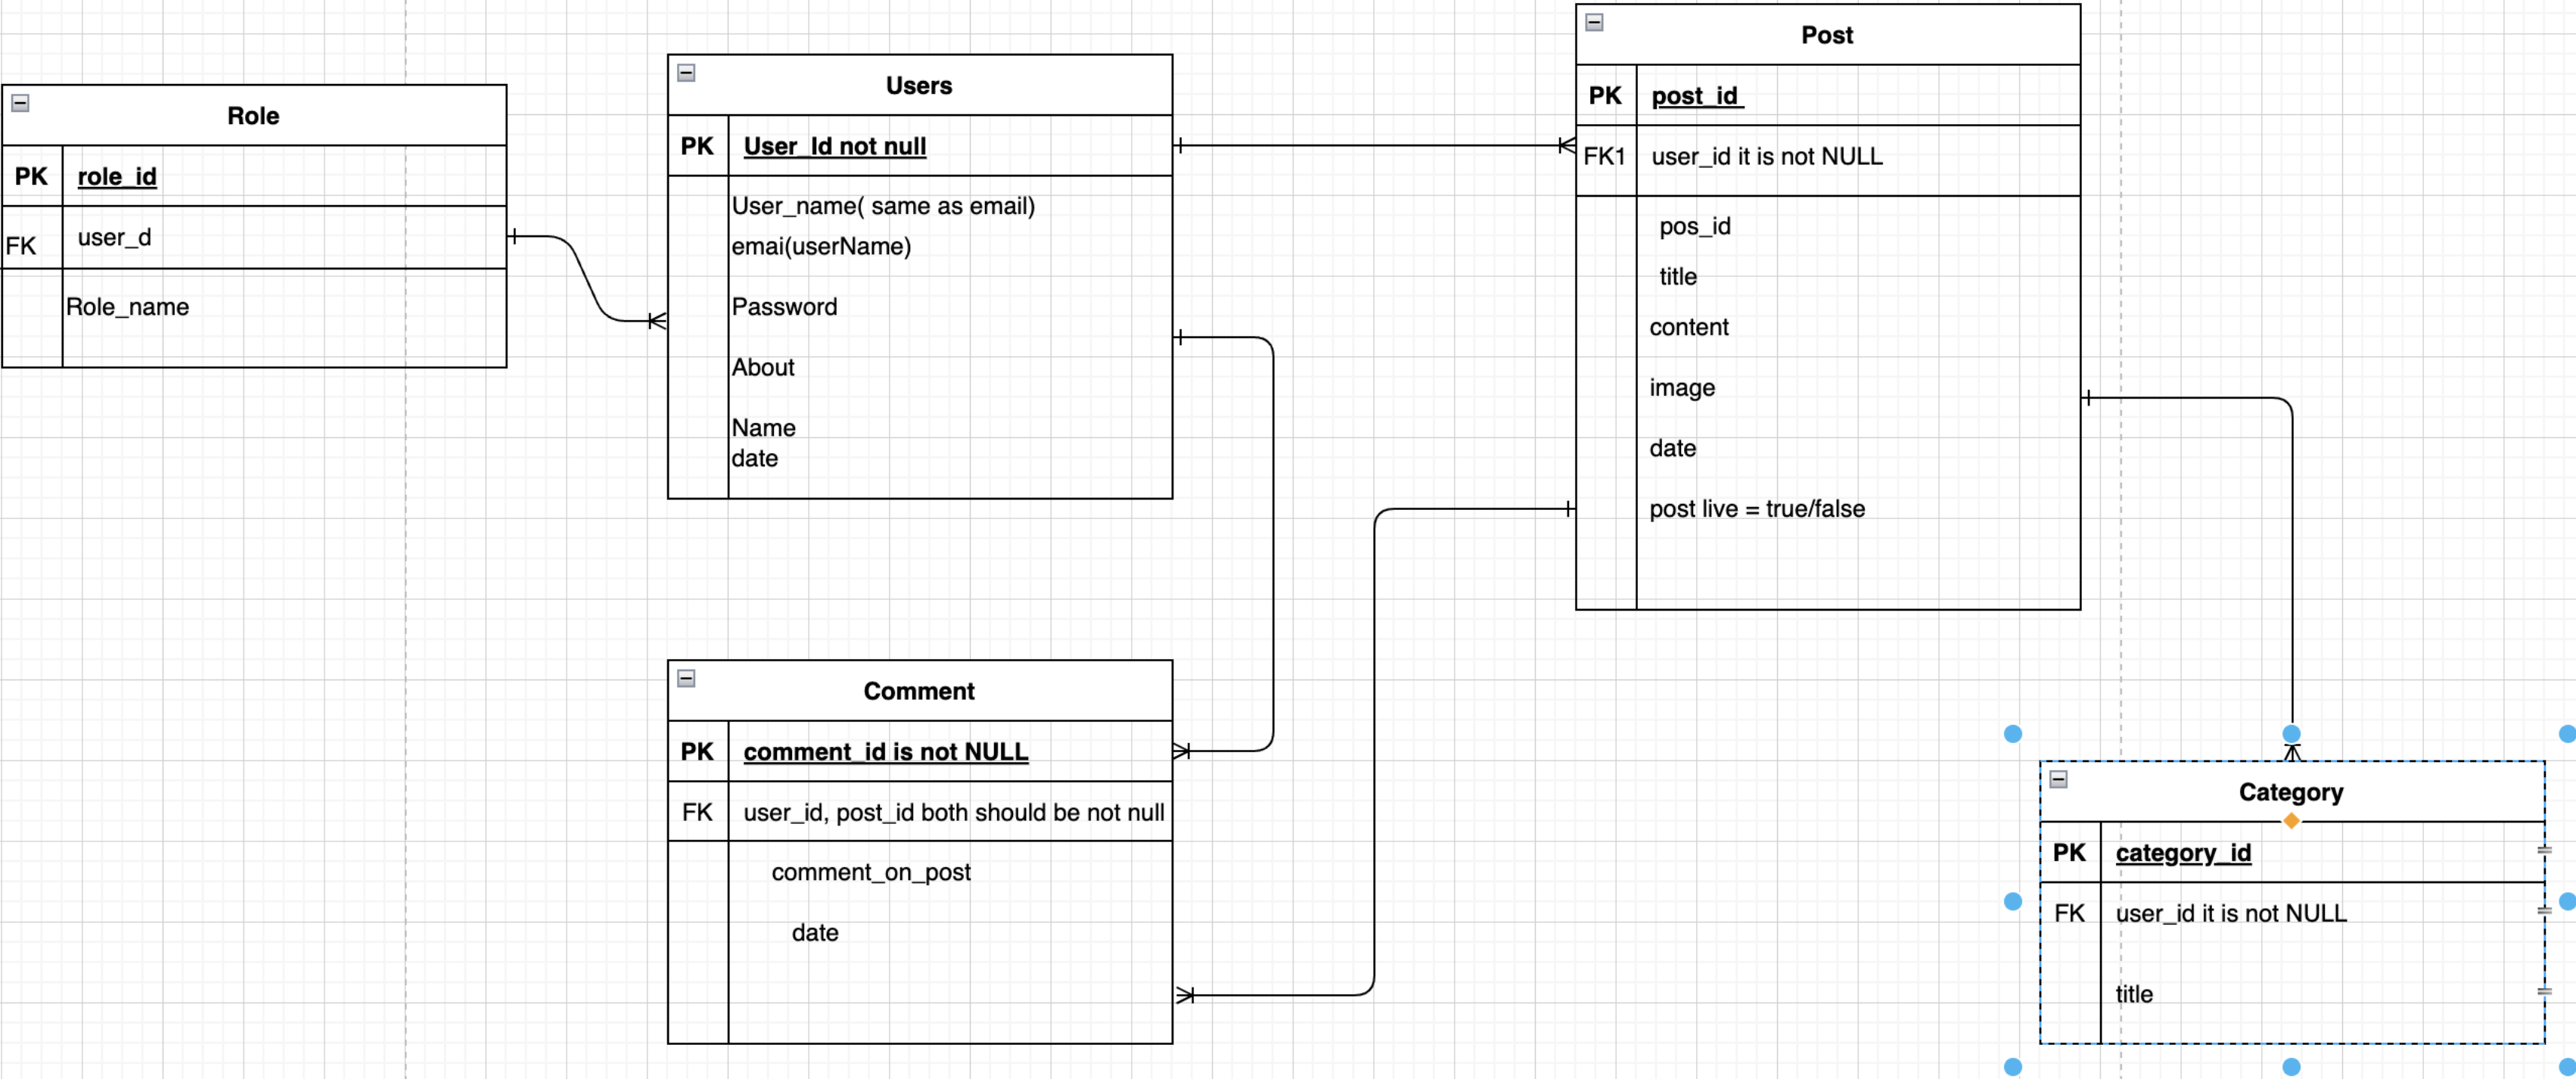 Role
PK role_id
FK user_d
Role_name
Users
PK User_Id not null
User_name( same as email)
emai(userName)
Password
About
Name
date
Post
PK post_id
FK1 user_id it is not NULL
pos_id
title
content
image
date
post live = true/false
Comment
PK comment_id is not NULL
FK user_id, post_id both should be not null
comment_on_post
date
Category
PK category_id
FK user_id it is not NULL
title